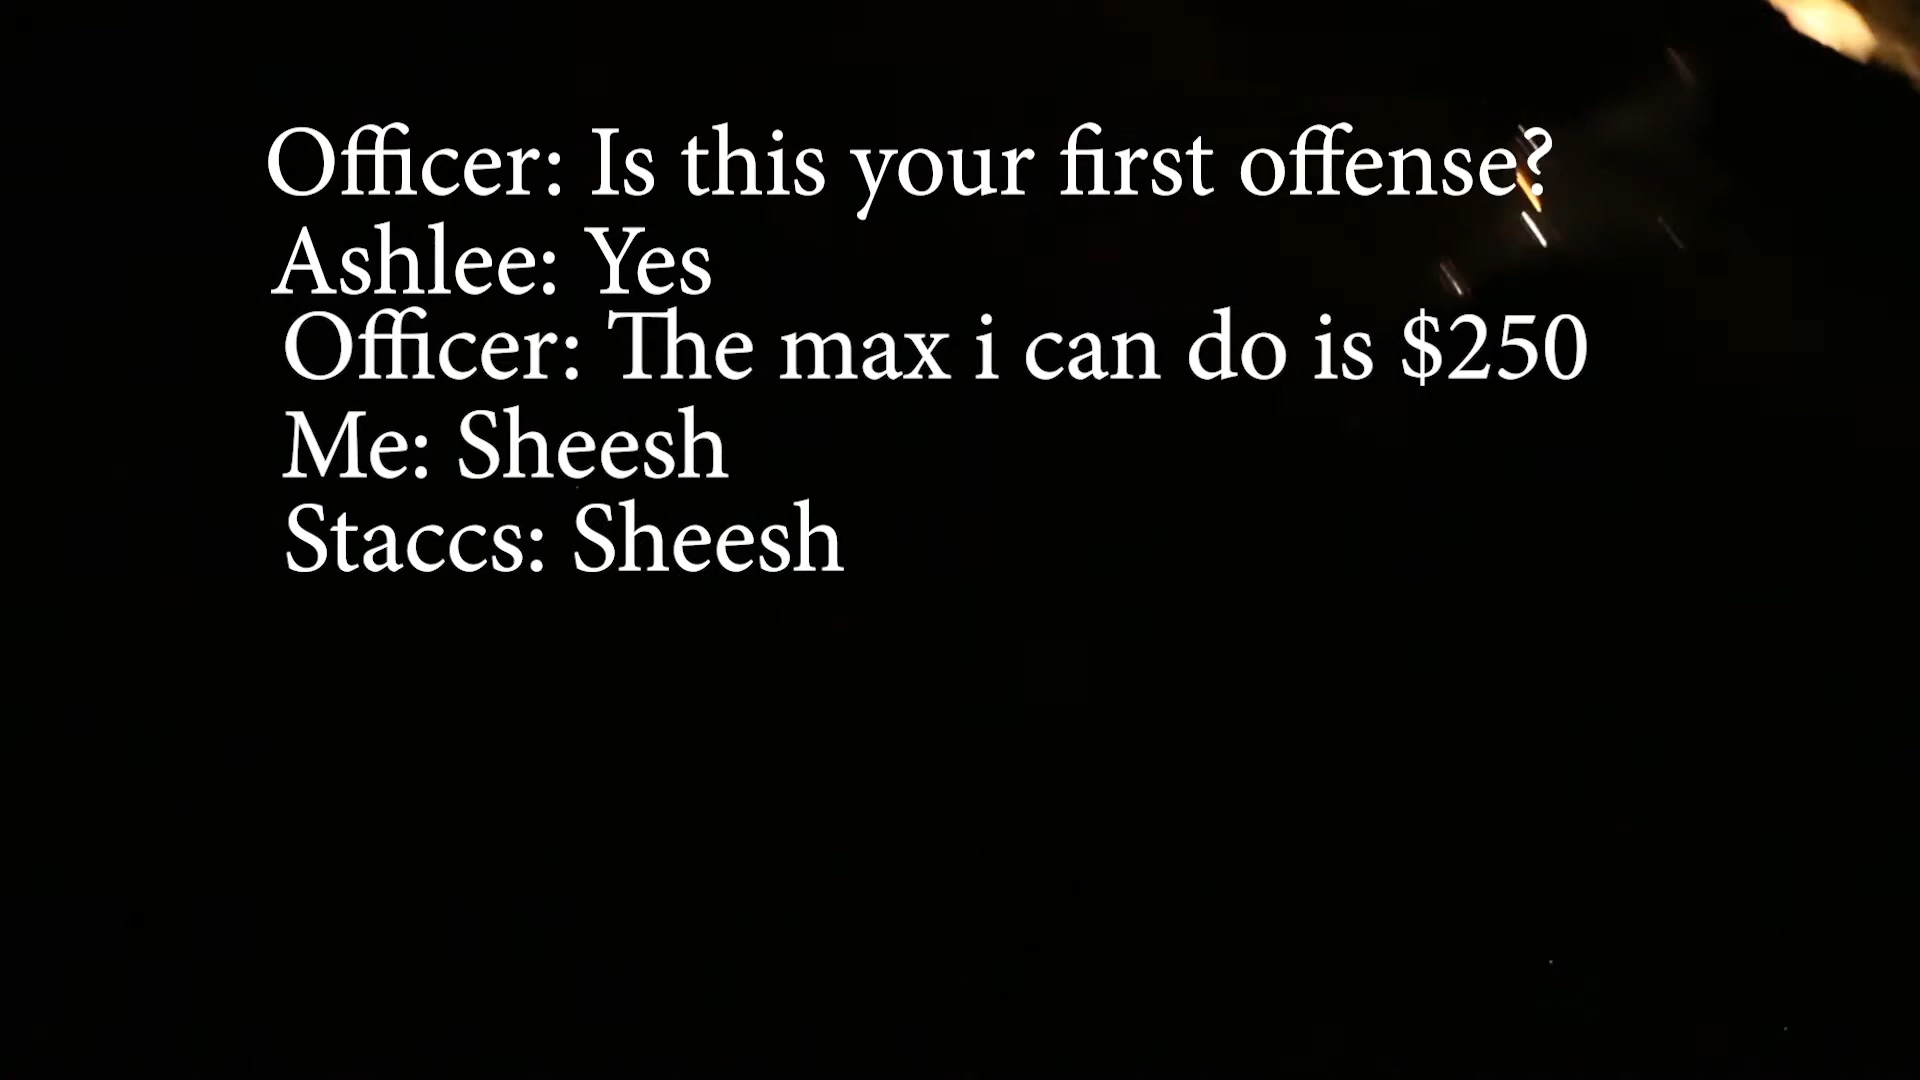 Officer: Is this your first offense?
Ashlee: Yes
Officer: The max i can do is $250
Me: Sheesh
Staccs: Sheesh